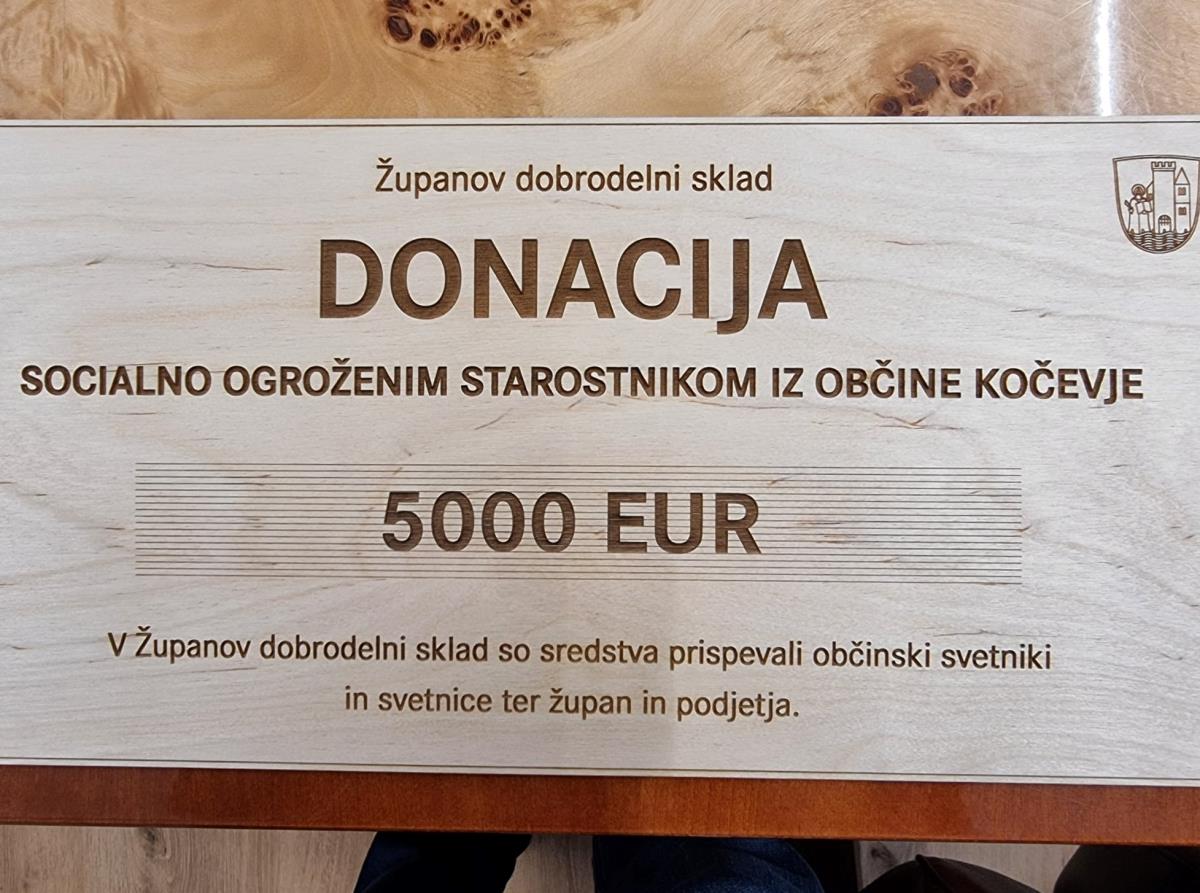 Županov dobrodelni sklad
DONACIJA
SOCIALNO OGROŽENIM STAROSTNIKOM IZ OBČINE KOČEVJE
5000 EUR
V Županov dobrodelni sklad so sredstva prispevali občinski svetniki
in svetnice ter župan in podjetja.